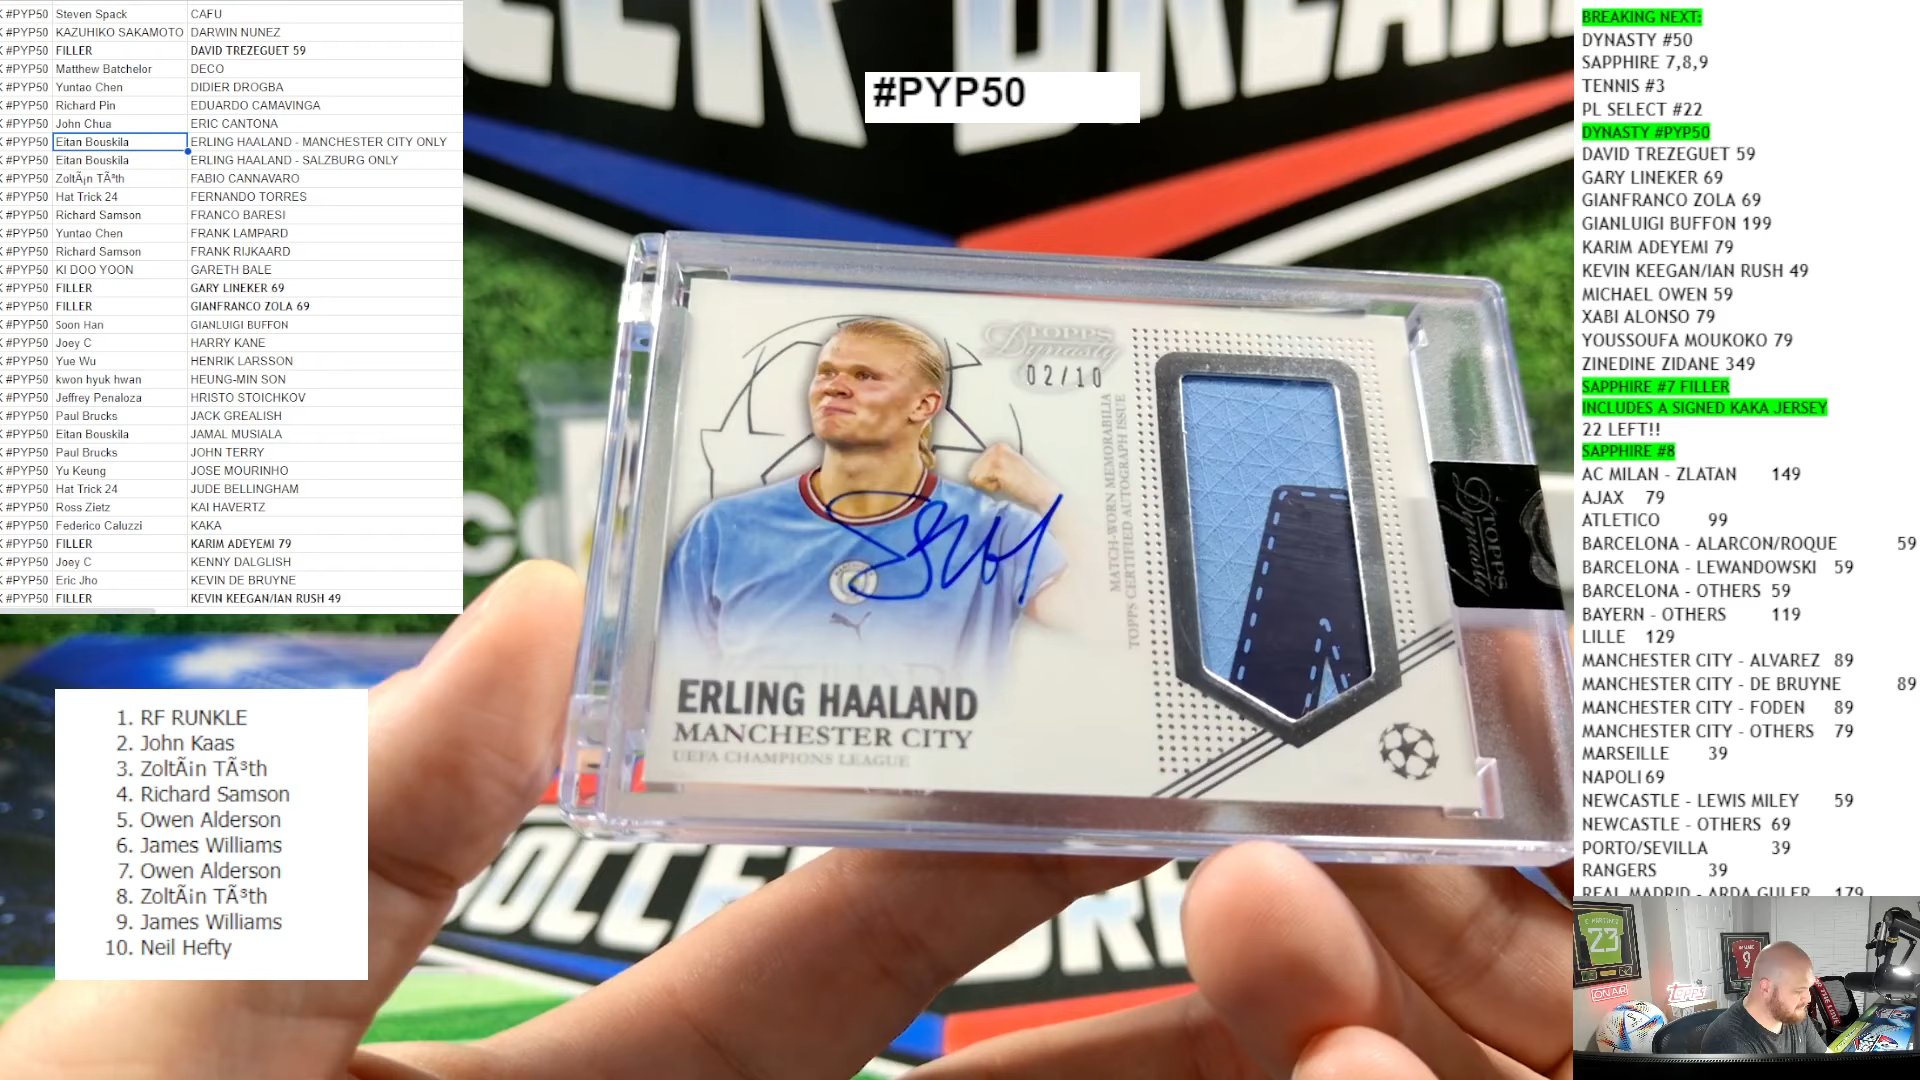 K #PYP50 Steven Spack CAFU
K #PYP50 KAZUHIKO SAKAMOTO DARWIN NUNEZ
K #PYP50 FILLER DAVID TREZEGUET 59
K #PYP50 Matthew Batchelor DECO
K #PYP50 Yuntao Chen DIDIER DROGBA
K #PYP50 Richard Pin EDUARDO CAMAVINGA
K #PYP50 John Chua ERIC CANTONA
K #PYP50 Eitan Bouskila ERLING HAALAND - MANCHESTER CITY ONLY
K #PYP50 Eitan Bouskila ERLING HAALAND - SALZBURG ONLY
K #PYP50 ZoltÃ¡n TÃ³th FABIO CANNAVARO
K #PYP50 Hat Trick 24 FERNANDO TORRES
K #PYP50 Richard Samson FRANCO BARESI
K #PYP50 Yuntao Chen FRANK LAMPARD
K #PYP50 Richard Samson FRANK RIJKAARD
K #PYP50 KI DOO YOON GARETH BALE
K #PYP50 FILLER GARY LINEKER 69
K #PYP50 FILLER GIANFRANCO ZOLA 69
K #PYP50 Soon Han GIANLUIGI BUFFON
K #PYP50 Joey C HARRY KANE
K #PYP50 Yue Wu HENRIK LARSSON
K #PYP50 kwon hyuk hwan HEUNG-MIN SON
K #PYP50 Jeffrey Penaloza HRISTO STOICHKOV
K #PYP50 Paul Brucks JACK GREALISH
K #PYP50 Eitan Bouskila JAMAL MUSIALA
K #PYP50 Paul Brucks JOHN TERRY
K #PYP50 Yu Keung JOSE MOURINHO
K #PYP50 Hat Trick 24 JUDE BELLINGHAM
K #PYP50 Ross Zietz KAI HAVERTZ
K #PYP50 Federico Caluzzi KAKA
K #PYP50 FILLER KARIM ADEYEMI 79
K #PYP50 Joey C KENNY DALGLISH
K #PYP50 Eric Jho KEVIN DE BRUYNE
K #PYP50 FILLER KEVIN KEEGAN/IAN RUSH 49
1. RF RUNKLE
2. John Kaas
3. ZoltÃ¡n TÃ³th
4. Richard Samson
5. Owen Alderson
6. James Williams
7. Owen Alderson
8. ZoltÃ¡n TÃ³th
9. James Williams
10. Neil Hefty
#PYP50
TOPPS
Dynasty
02/10
MATCH-WORN MEMORABILIA
TOPPS CERTIFIED AUTOGRAPH ISSUE
ERLING HAALAND
MANCHESTER CITY
UEFA CHAMPIONS LEAGUE
TOPPS
Dynasty
BREAKING NEXT:
DYNASTY #50
SAPPHIRE 7,8,9
TENNIS #3
PL SELECT #22
DYNASTY #PYP50
DAVID TREZEGUET 59
GARY LINEKER 69
GIANFRANCO ZOLA 69
GIANLUIGI BUFFON 199
KARIM ADEYEMI 79
KEVIN KEEGAN/IAN RUSH 49
MICHAEL OWEN 59
XABI ALONSO 79
YOUSSOUFA MOUKOKO 79
ZINEDINE ZIDANE 349
SAPPHIRE #7 FILLER
INCLUDES A SIGNED KAKA JERSEY
22 LEFT!!
SAPPHIRE #8
AC MILAN - ZLATAN 149
AJAX 79
ATLETICO 99
BARCELONA - ALARCON/ROQUE 59
BARCELONA - LEWANDOWSKI 59
BARCELONA - OTHERS 59
BAYERN - OTHERS 119
LILLE 129
MANCHESTER CITY - ALVAREZ 89
MANCHESTER CITY - DE BRUYNE 89
MANCHESTER CITY - FODEN 89
MANCHESTER CITY - OTHERS 79
MARSEILLE 39
NAPOLI 69
NEWCASTLE - LEWIS MILEY 59
NEWCASTLE - OTHERS 69
PORTO/SEVILLA 39
RANGERS 39
REAL MADRID - ARDA GULER 179
23
9
ON AIR
TOPPS